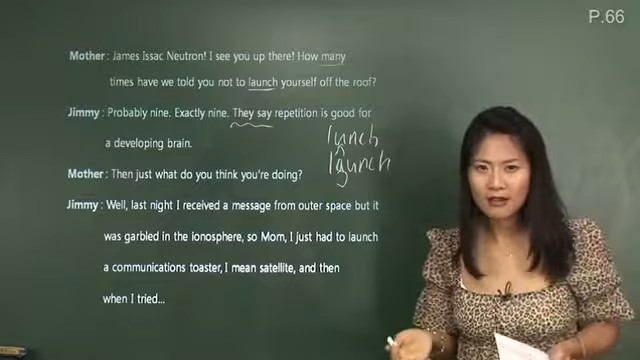 P.66
Mother : James Issac Neutron! I see you up there! How many
times have we told you not to launch yourself off the roof?
Jimmy : Probably nine. Exactly nine. They say repetition is good for
a developing brain.
lunch
launch
Mother : Then just what do you think you're doing?
Jimmy : Well, last night I received a message from outer space but it
was garbled in the ionosphere, so Mom, I just had to launch
a communications toaster, I mean satellite, and then
when I tried...